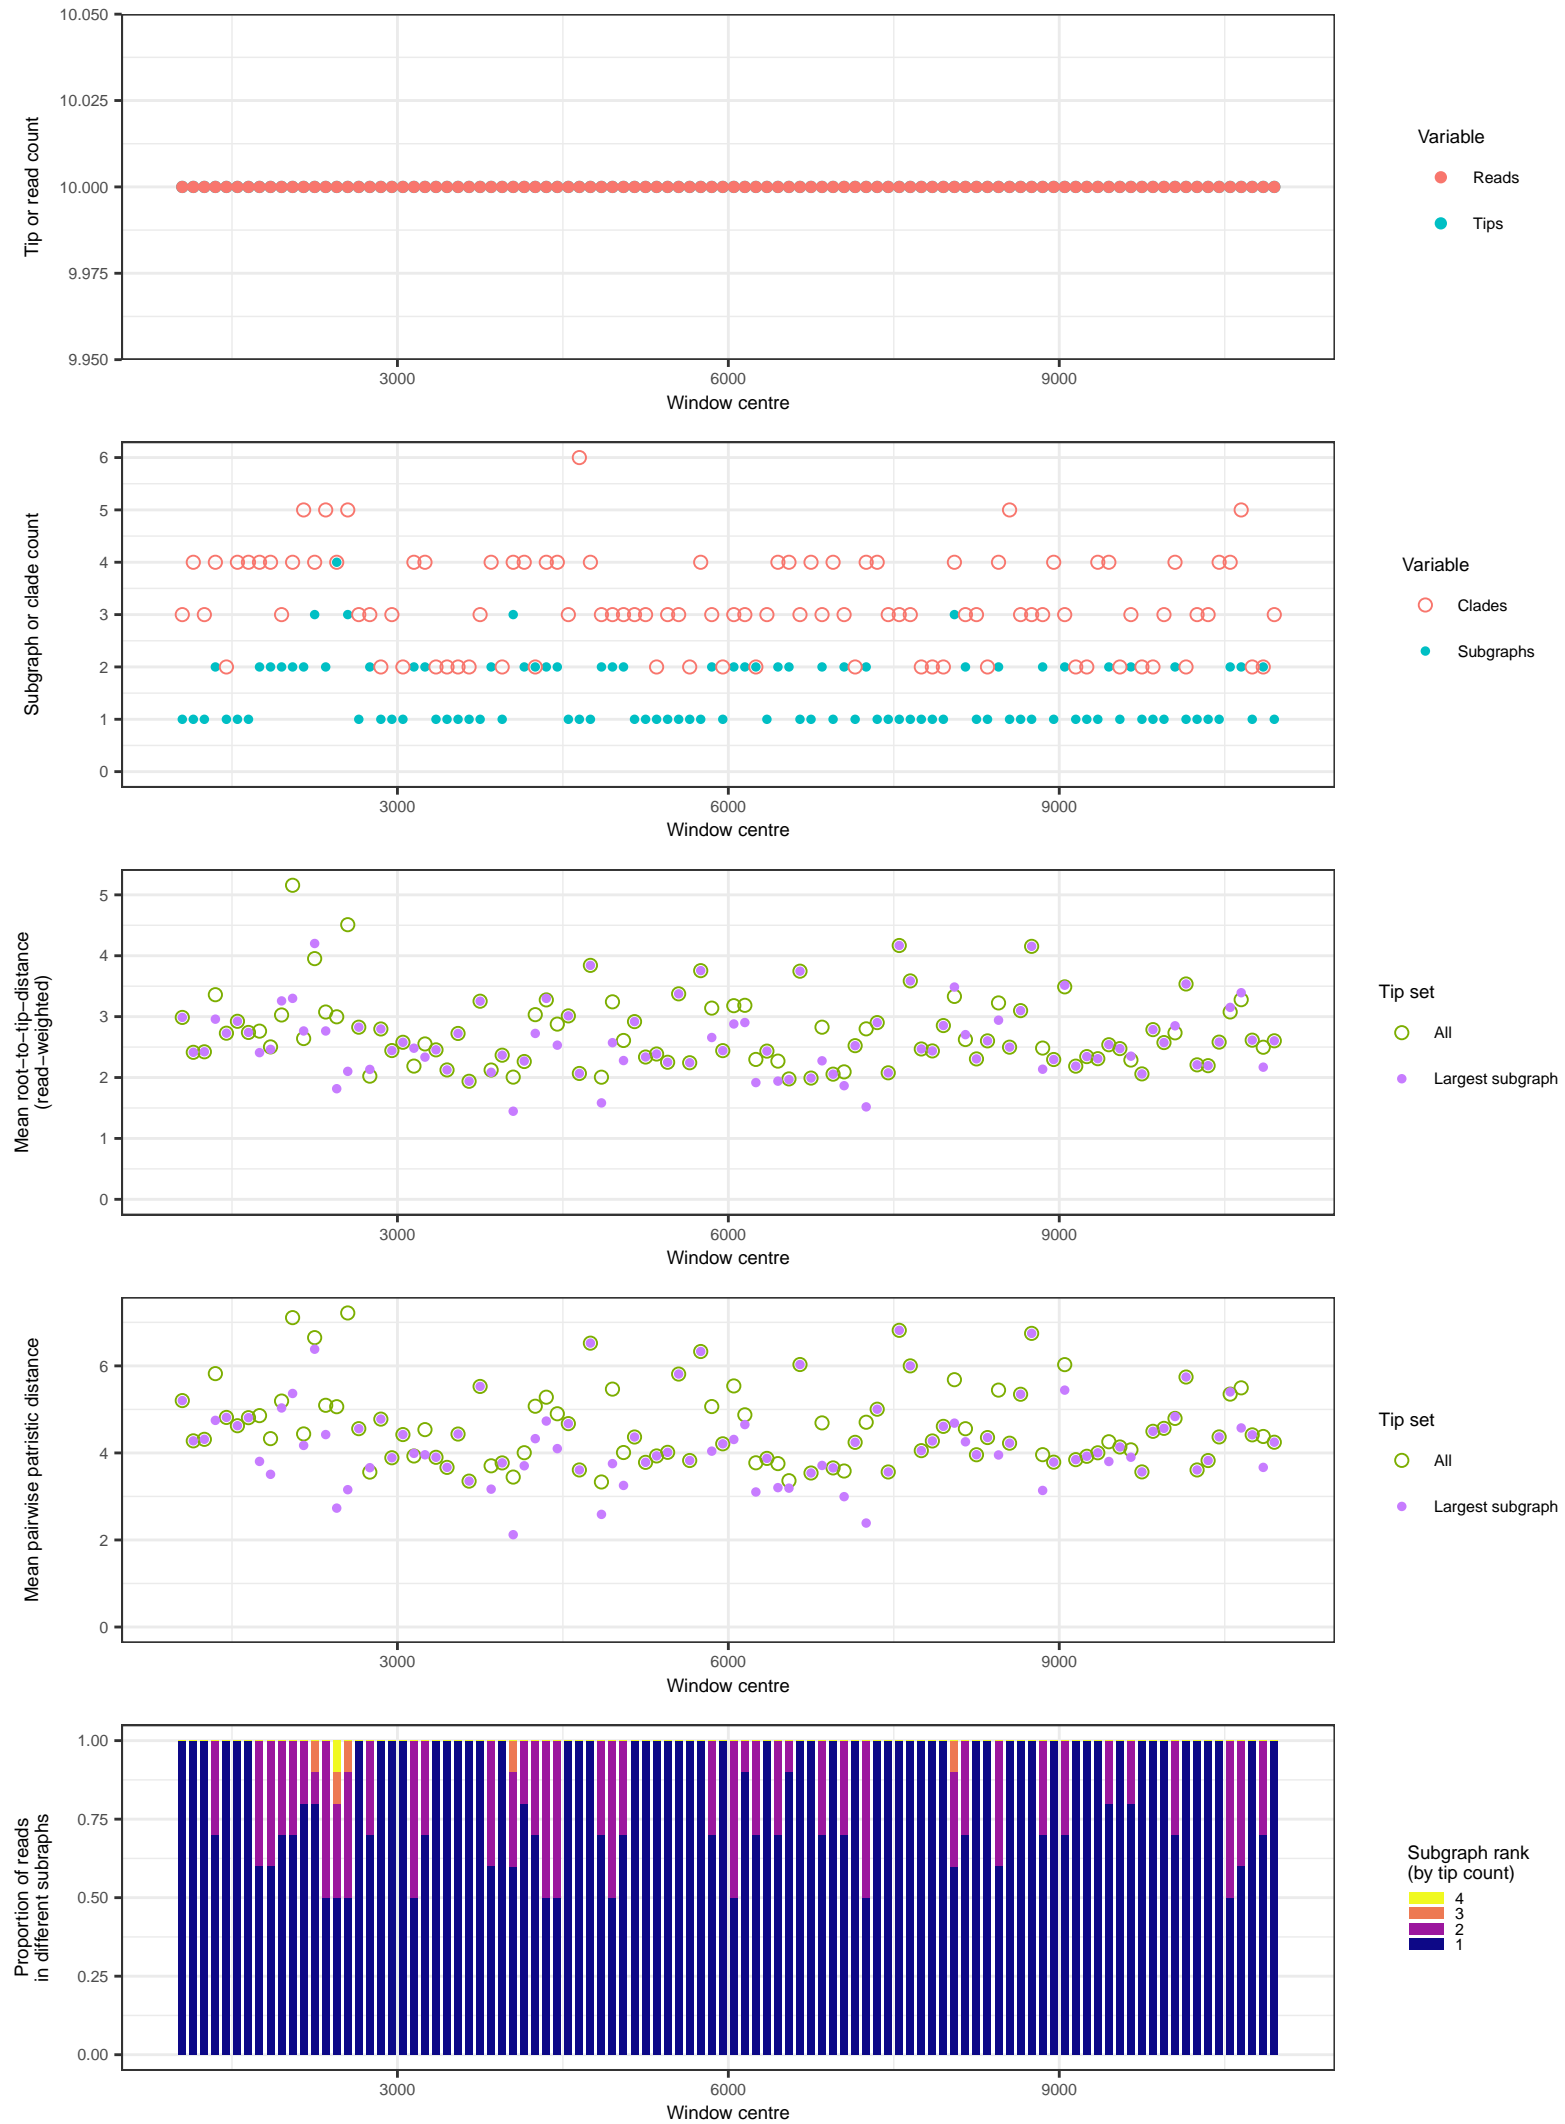 10.050
10.025
10.000
9.975
9.950
Tip or read count
3000
6000
9000
Window centre
Variable
Reads
Tips
6
5
4
3
2
1
0
Subgraph or clade count
3000
6000
9000
Window centre
Variable
Clades
Subgraphs
5
4
3
2
1
0
Mean root−to−tip−distance
(read−weighted)
3000
6000
9000
Window centre
Tip set
All
Largest subgraph
6
4
2
0
Mean pairwise patristic distance
3000
6000
9000
Window centre
Tip set
All
Largest subgraph
1.00
0.75
0.50
0.25
0.00
Proportion of reads
in different subraphs
3000
6000
9000
Window centre
Subgraph rank
(by tip count)
4
3
2
1